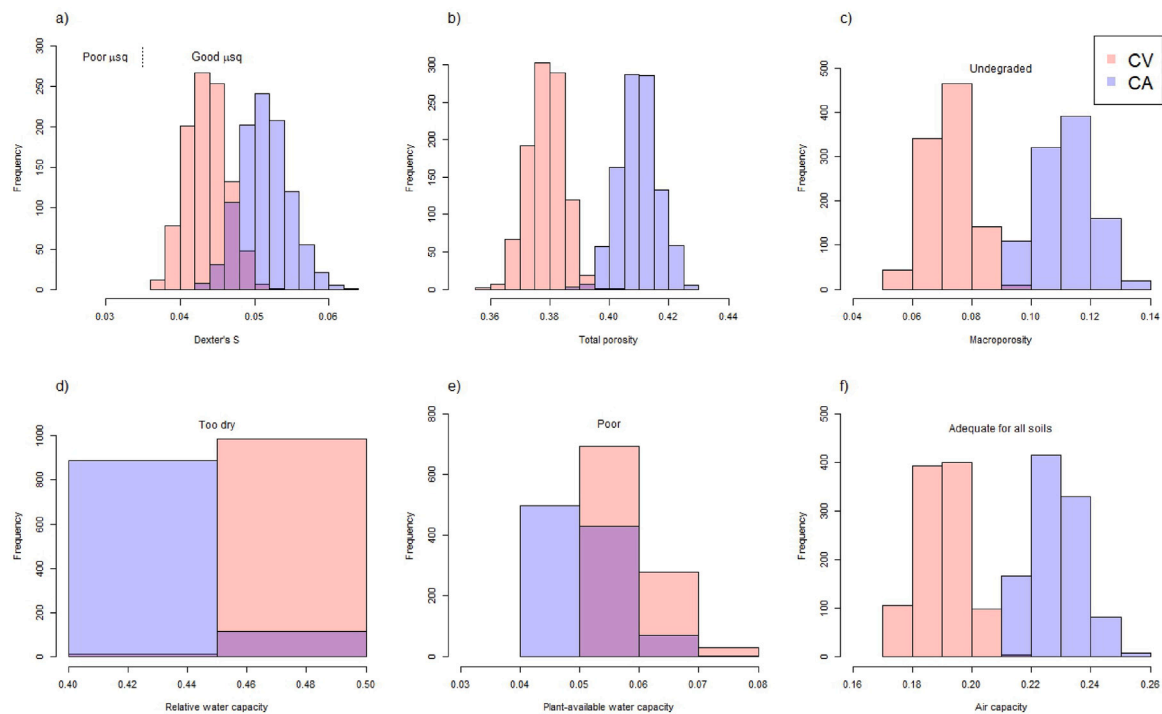 a)
Poor μsq
Good μsq
Frequency
300
250
200
150
100
50
0
0.03 0.04 0.05 0.06
Dexter's S
b)
Frequency
300
250
200
150
100
50
0
0.36 0.38 0.40 0.42 0.44
Total porosity
c)
Undegraded
CV
CA
Frequency
500
400
300
200
100
0
0.04 0.06 0.08 0.10 0.12 0.14
Macroporosity
d)
Too dry
Frequency
1000
800
600
400
200
0
0.40 0.42 0.44 0.46 0.48 0.50
Relative water capacity
e)
Poor
Frequency
800
600
400
200
0
0.03 0.04 0.05 0.06 0.07 0.08
Plant-available water capacity
f)
Adequate for all soils
Frequency
500
400
300
200
100
0
0.16 0.18 0.20 0.22 0.24 0.26
Air capacity